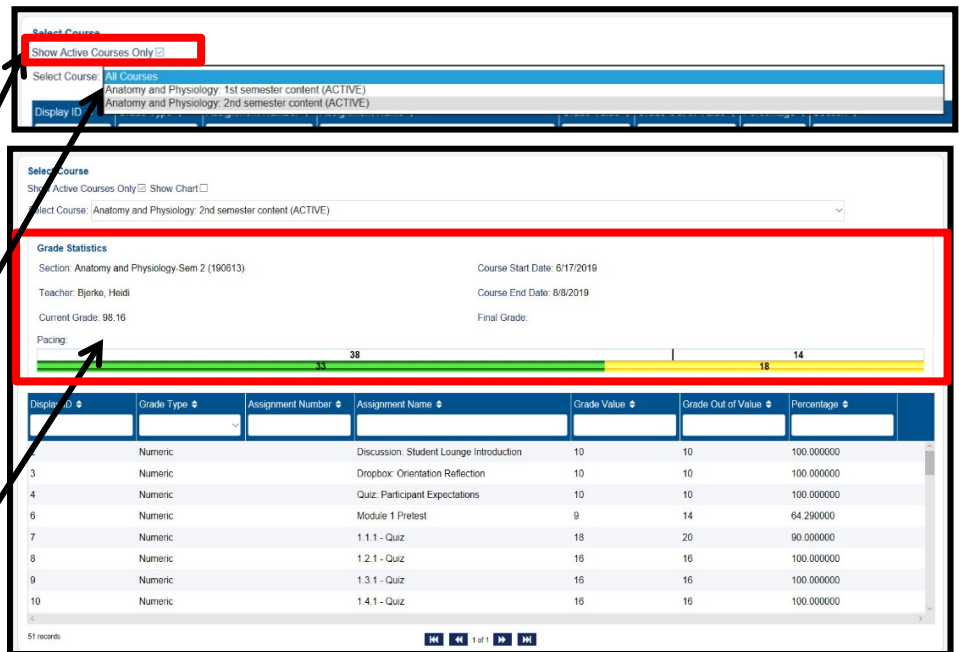 Select Course
Show Active Courses Only
Select Course: All Courses
Anatomy and Physiology: 1st semester content (ACTIVE)
Anatomy and Physiology: 2nd semester content (ACTIVE)
Display ID
Select Course
Show Active Courses Only Show Chart
Select Course: Anatomy and Physiology: 2nd semester content (ACTIVE)
Grade Statistics
Section: Anatomy and Physiology-Sem 2 (190613) Course Start Date: 6/17/2019
Teacher: Bjerke, Heidi Course End Date: 8/8/2019
Current Grade: 98.16 Final Grade:
Pacing:
38 14
33 18
Display ID Grade Type Assignment Number Assignment Name Grade Value Grade Out of Value Percentage
Numeric Discussion: Student Lounge Introduction 10 10 100.000000
3 Numeric Dropbox: Orientation Reflection 10 10 100.000000
4 Numeric Quiz: Participant Expectations 10 10 100.000000
6 Numeric Module 1 Pretest 9 14 64.290000
7 Numeric 1.1.1 - Quiz 18 20 90.000000
8 Numeric 1.2.1 - Quiz 16 16 100.000000
9 Numeric 1.3.1 - Quiz 16 16 100.000000
10 Numeric 1.4.1 - Quiz 16 16 100.000000
51 records 1 of 1